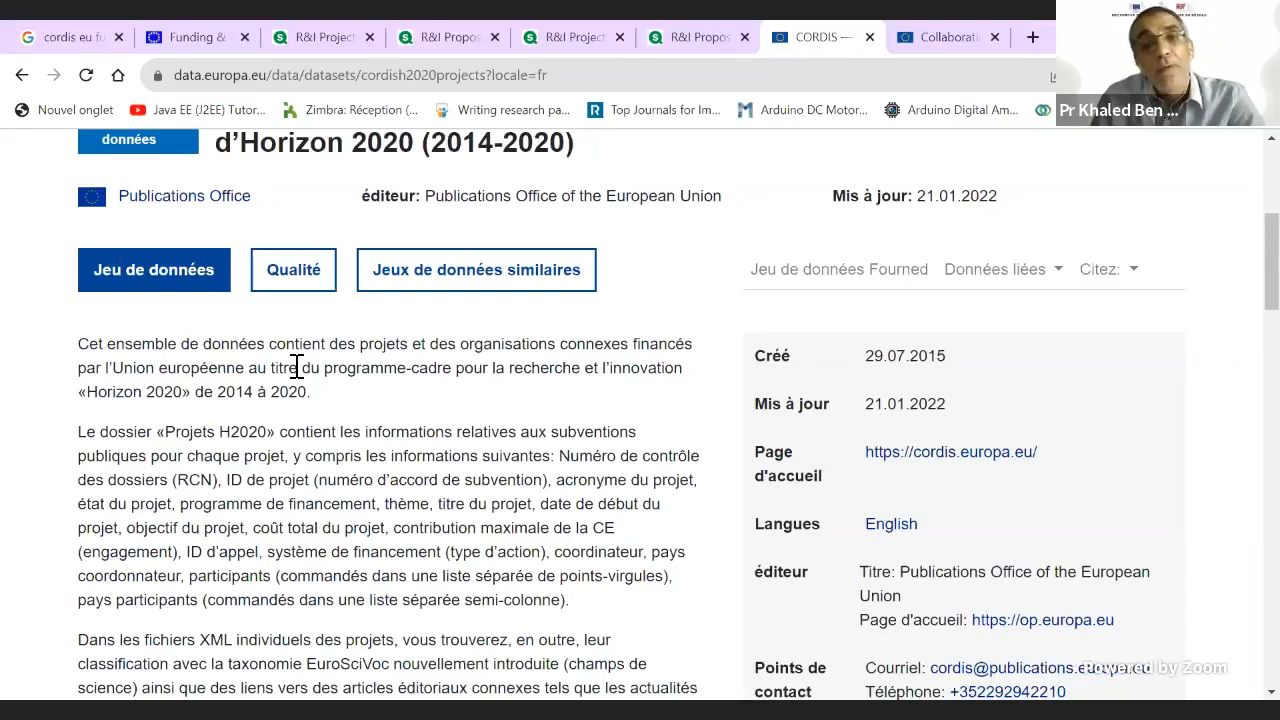 cordis eu fu
Funding &
R&I Project
R&I Propos
R&I Project
R&I Propos
CORDIS —
Collaborati
data.europa.eu/data/datasets/cordish2020projects?locale=fr
Nouvel onglet
Java EE (J2EE) Tutor...
Zimbra: Réception (...
Writing research pa...
Top Journals for Im...
Arduino DC Motor...
Arduino Digital Am...
Pr Khaled Ben ...
données
d’Horizon 2020 (2014-2020)
Publications Office
éditeur: Publications Office of the European Union
Mis à jour: 21.01.2022
Jeu de données
Qualité
Jeux de données similaires
Jeu de données Fourned
Données liées
Citez:
Cet ensemble de données contient des projets et des organisations connexes financés
par l’Union européenne au titre du programme-cadre pour la recherche et l’innovation
«Horizon 2020» de 2014 à 2020.
Le dossier «Projets H2020» contient les informations relatives aux subventions
publiques pour chaque projet, y compris les informations suivantes: Numéro de contrôle
des dossiers (RCN), ID de projet (numéro d’accord de subvention), acronyme du projet,
état du projet, programme de financement, thème, titre du projet, date de début du
projet, objectif du projet, coût total du projet, contribution maximale de la CE
(engagement), ID d’appel, système de financement (type d’action), coordinateur, pays
coordonnateur, participants (commandés dans une liste séparée de points-virgules),
pays participants (commandés dans une liste séparée semi-colonne).
Dans les fichiers XML individuels des projets, vous trouverez, en outre, leur
classification avec la taxonomie EuroSciVoc nouvellement introduite (champs de
science) ainsi que des liens vers des articles éditoriaux connexes tels que les actualités
Créé
29.07.2015
Mis à jour
21.01.2022
Page
d'accueil
https://cordis.europa.eu/
Langues
English
éditeur
Titre: Publications Office of the European
Union
Page d'accueil: https://op.europa.eu
Points de
contact
Courriel: cordis@publications.europa.eu
Téléphone: +352292942210
Powered by Zoom